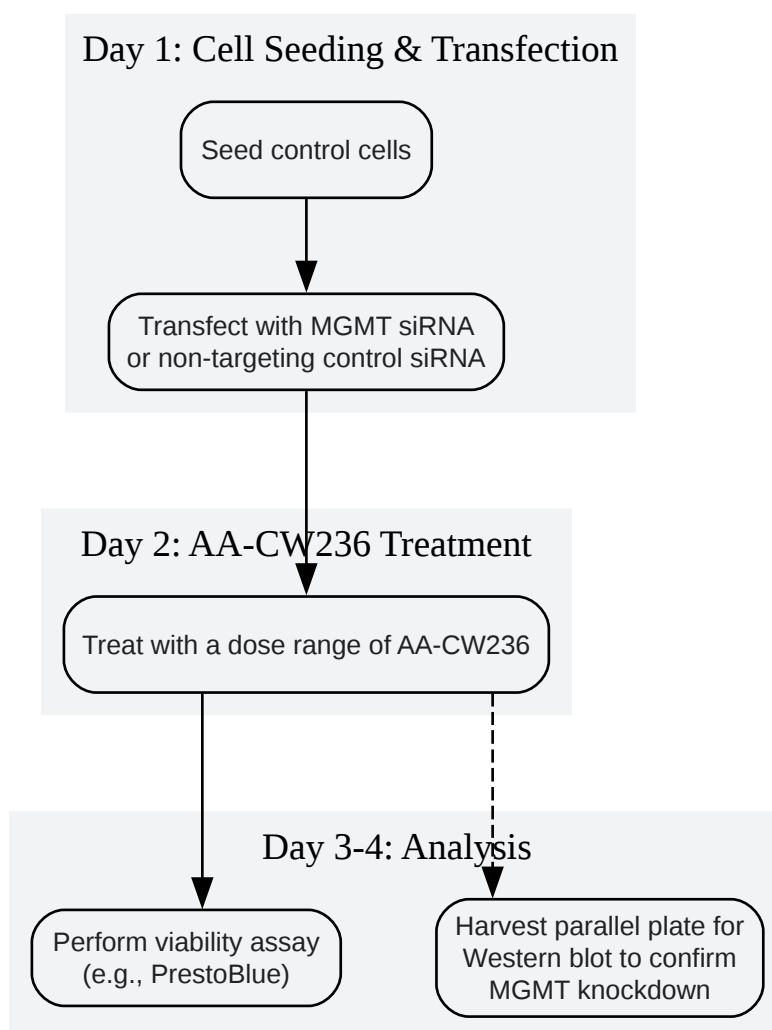 Day 1: Cell Seeding & Transfection
Seed control cells
Transfect with MGMT siRNA
or non-targeting control siRNA
Day 2: AA-CW236 Treatment
Treat with a dose range of AA-CW236
Day 3-4: Analysis
Perform viability assay
(e.g., PrestoBlue)
Harvest parallel plate for
Western blot to confirm
MGMT knockdown